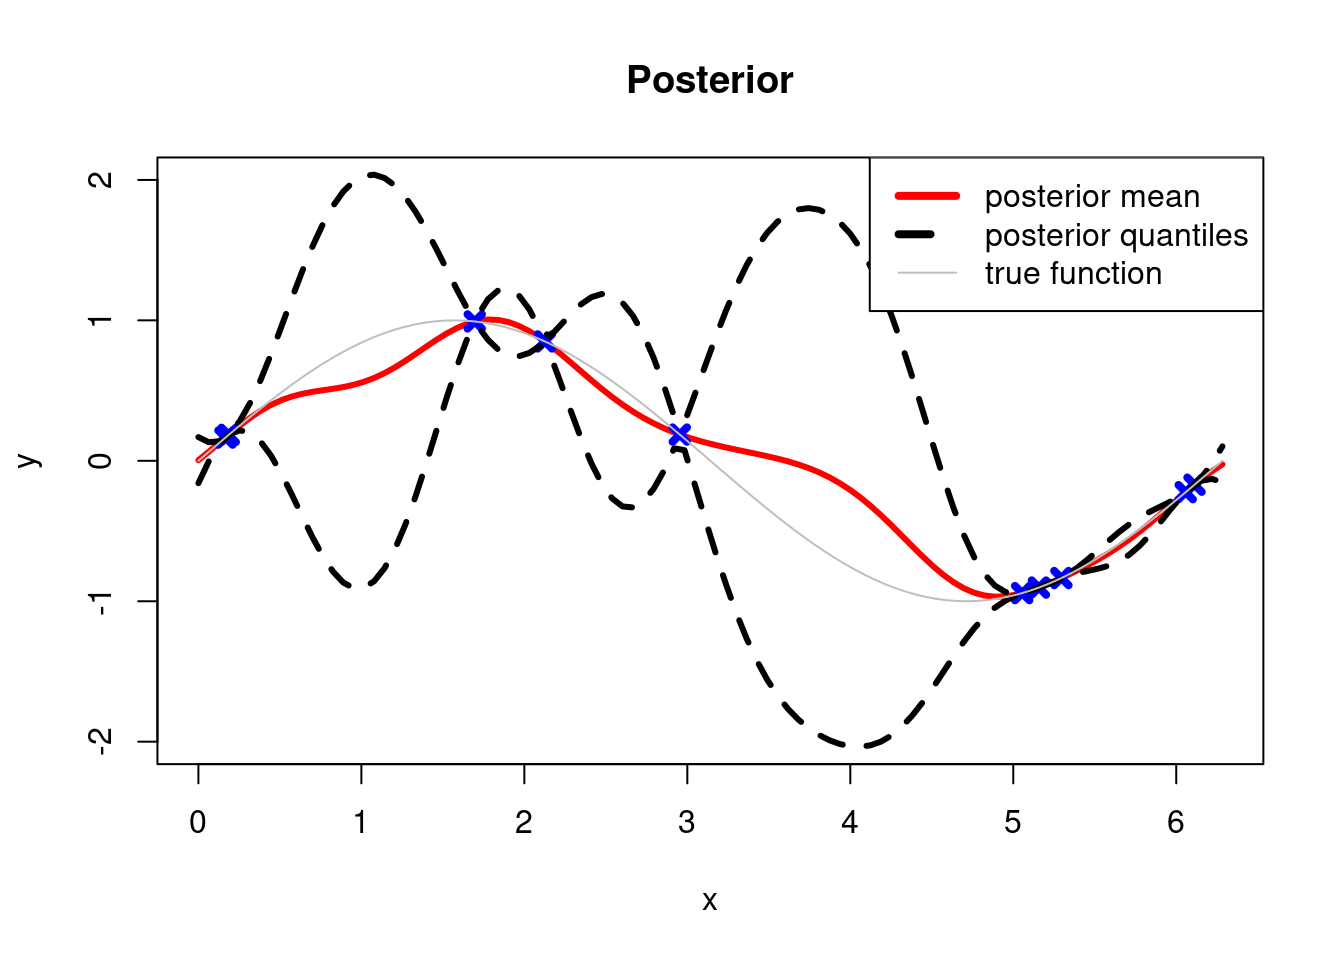 Posterior
posterior mean
posterior quantiles
true function
2
1
0
-1
-2
y
0 1 2 3 4 5 6
x